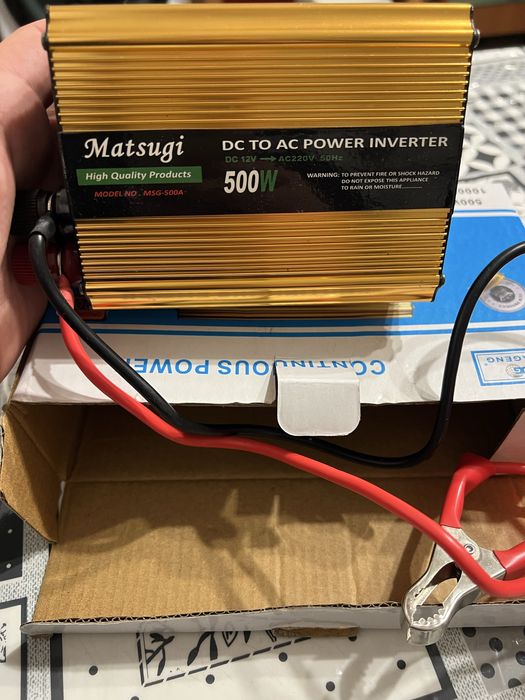 Matsugi
High Quality Products
MODEL NO . MSG-500A
DC TO AC POWER INVERTER
DC 12V → AC220V 50Hz
500W
WARNING: TO PREVENT FIRE OR SHOCK HAZARD
DO NOT EXPOSE THIS APPLIANCE
TO RAIN OR MOISTURE
CONTINUOUS POWE